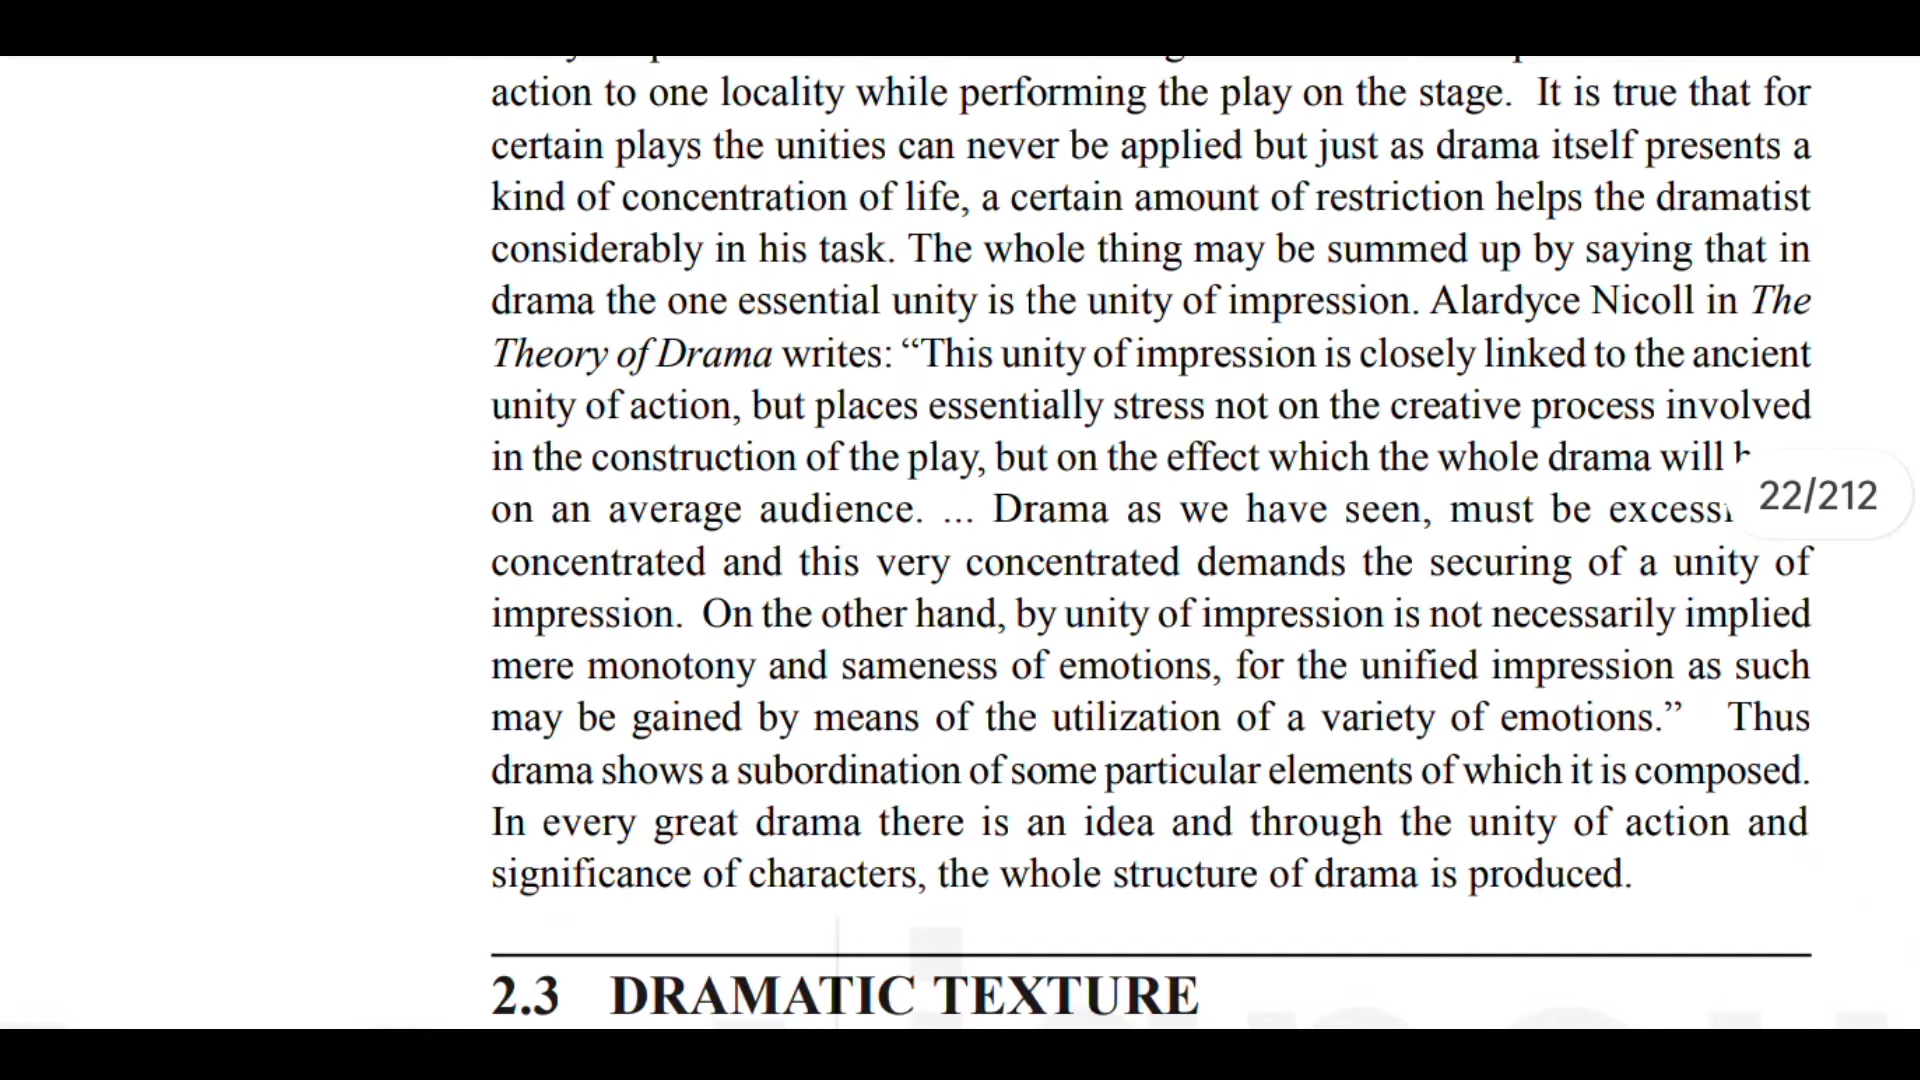 action to one locality while performing the play on the stage.  It is true that for
certain plays the unities can never be applied but just as drama itself presents a
kind of concentration of life, a certain amount of restriction helps the dramatist
considerably in his task. The whole thing may be summed up by saying that in
drama the one essential unity is the unity of impression. Alardyce Nicoll in The
Theory of Drama writes: “This unity of impression is closely linked to the ancient
unity of action, but places essentially stress not on the creative process involved
in the construction of the play, but on the effect which the whole drama will
on an average audience. ... Drama as we have seen, must be
22/212
concentrated and this very concentrated demands the securing of a unity of
impression.  On the other hand, by unity of impression is not necessarily implied
mere monotony and sameness of emotions, for the unified impression as such
may be gained by means of the utilization of a variety of emotions.”   Thus
drama shows a subordination of some particular elements of which it is composed.
In every great drama there is an idea and through the unity of action and
significance of characters, the whole structure of drama is produced.
2.3 DRAMATIC TEXTURE